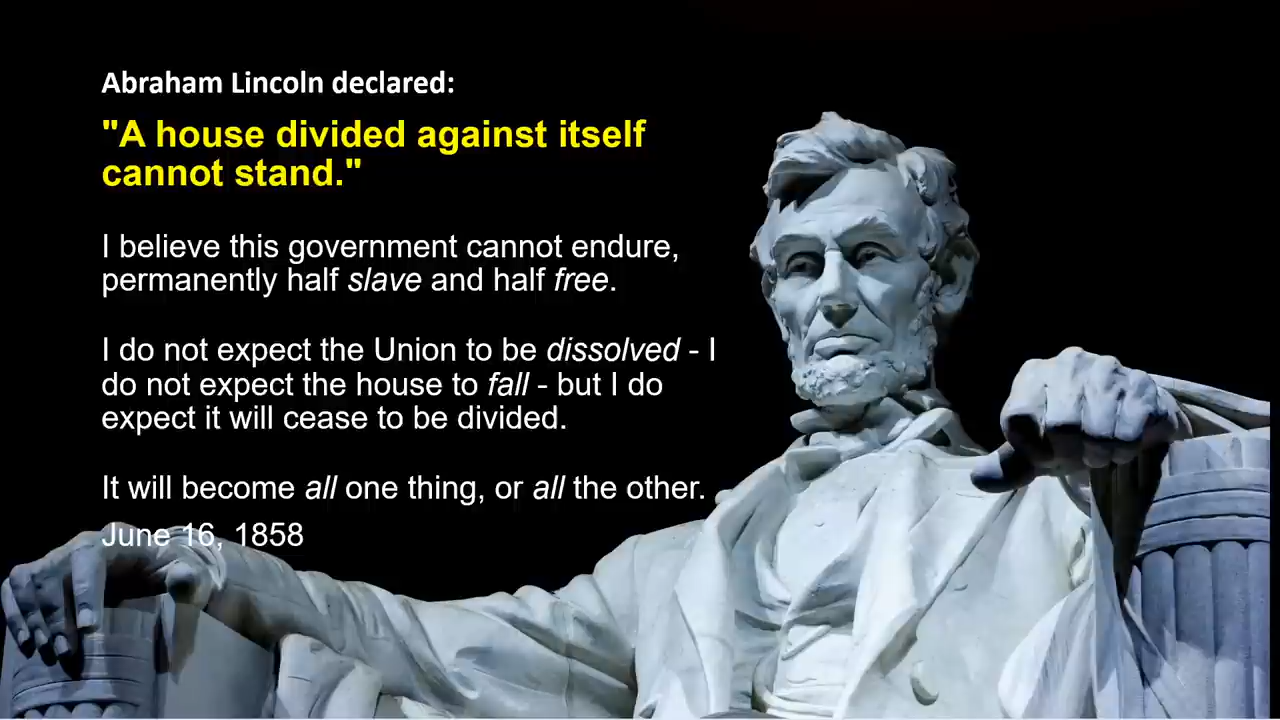 Abraham Lincoln declared:
"A house divided against itself
cannot stand."
I believe this government cannot endure,
permanently half slave and half free.
I do not expect the Union to be dissolved - I
do not expect the house to fall - but I do
expect it will cease to be divided.
It will become all one thing, or all the other.
June 16, 1858